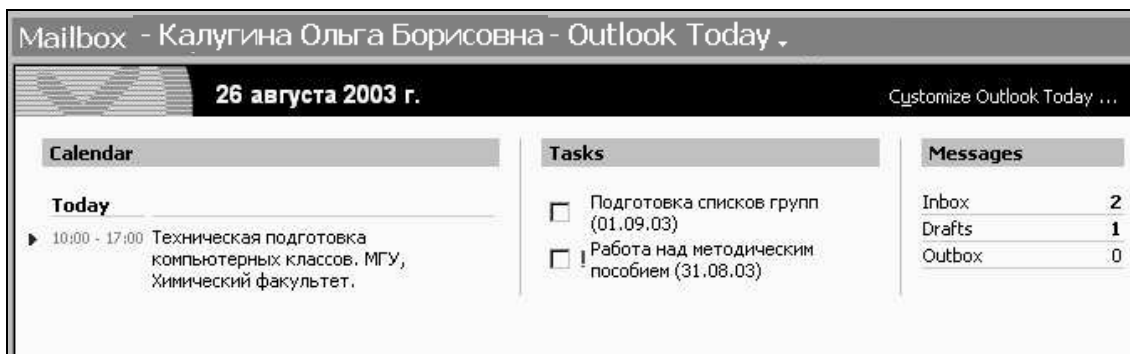 Mailbox - Калугина Ольга Борисовна - Outlook Today
26 августа 2003 г.
Customize Outlook Today ...
Calendar
Today
10:00 - 17:00 Техническая подготовка
компьютерных классов. МГУ,
Химический факультет.
Tasks
Подготовка списков групп
(01.09.03)
! Работа над методическим
пособием (31.08.03)
Messages
Inbox 2
Drafts 1
Outbox 0